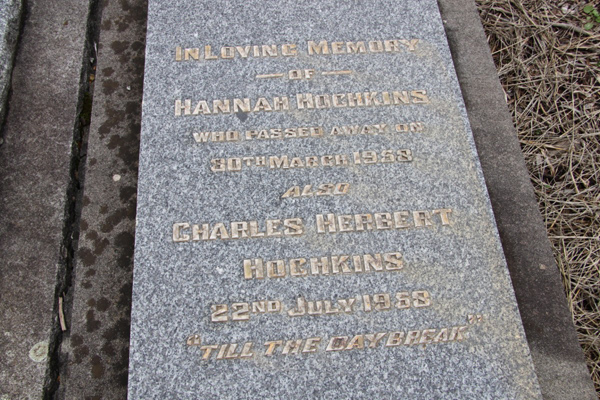 IN LOVING MEMORY
— OF —
HANNAH HOCHKINS
WHO PASSED AWAY ON
30TH MARCH 1958
ALSO
CHARLES HERBERT
HOCHKINS
22ND JULY 1958
"TILL THE DAYBREAK"